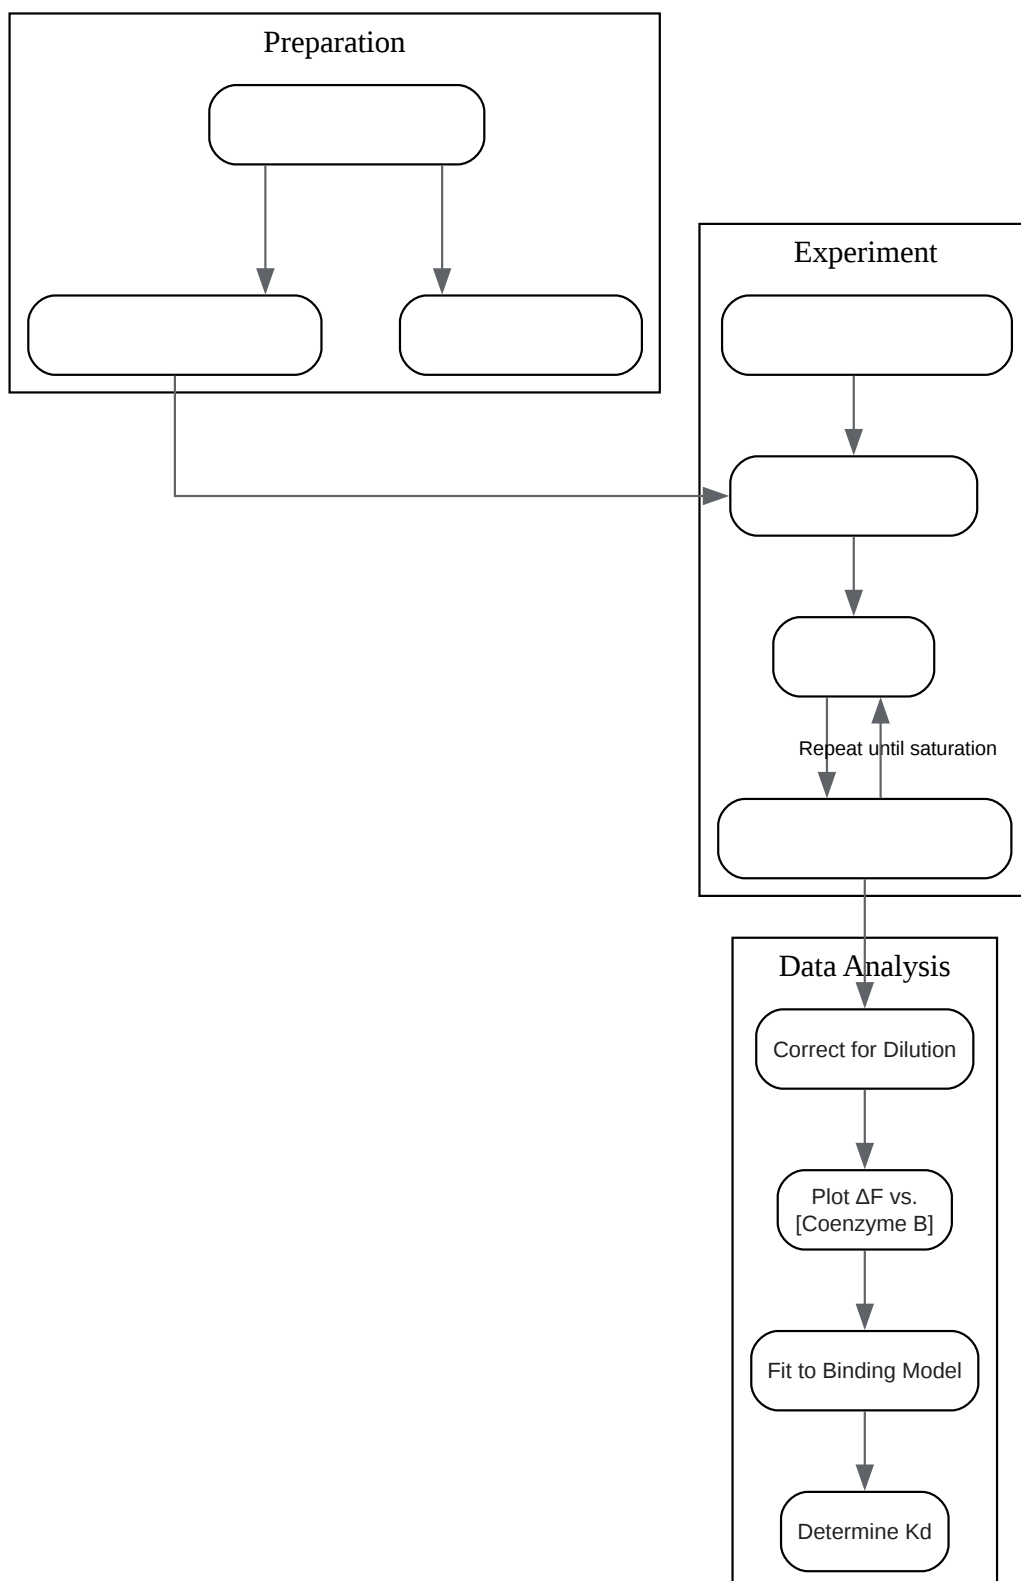 Preparation
Experiment
Repeat until saturation
Data Analysis
Correct for Dilution
Plot ΔF vs.
[Coenzyme B]
Fit to Binding Model
Determine Kd